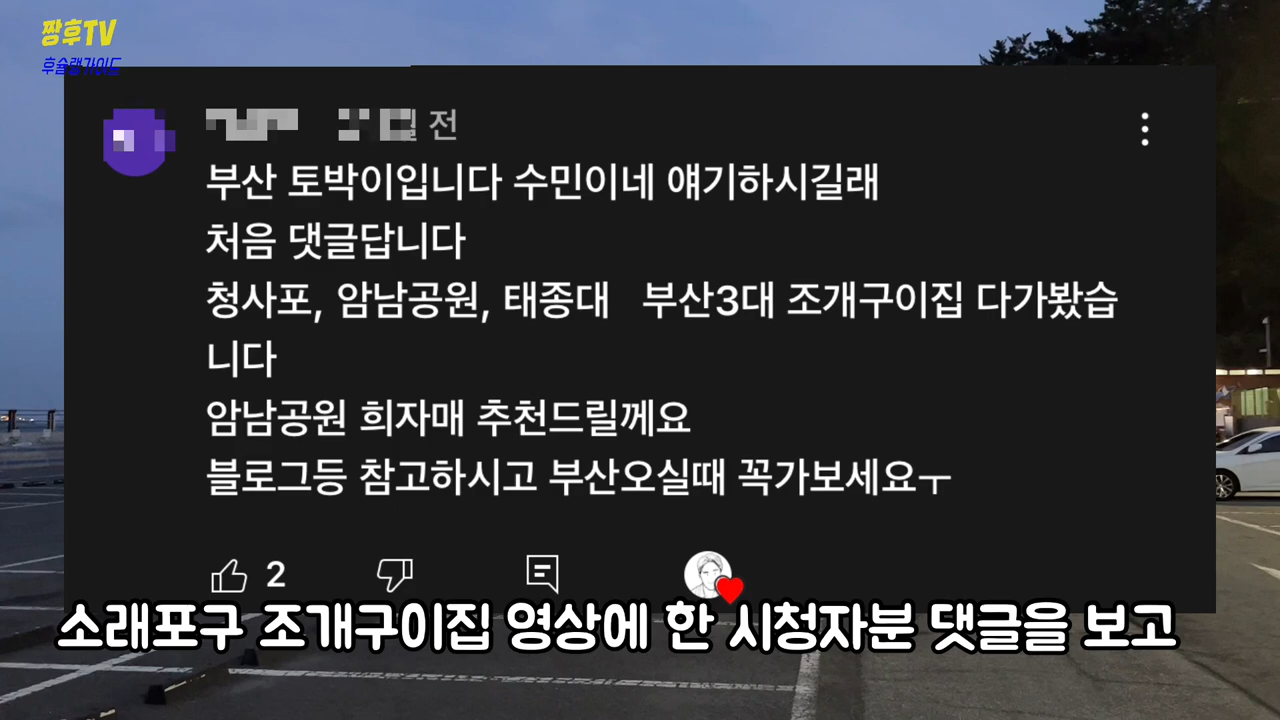 짱후TV
후슐랭가이드
전
부산 토박이입니다 수민이네 얘기하시길래
처음 댓글답니다
청사포, 암남공원, 태종대 부산3대 조개구이집 다가봤습
니다
암남공원 희자매 추천드릴께요
블로그등 참고하시고 부산오실때 꼭가보세요ㅜ
2
소래포구 조개구이집 영상에 한 시청자분 댓글을 보고